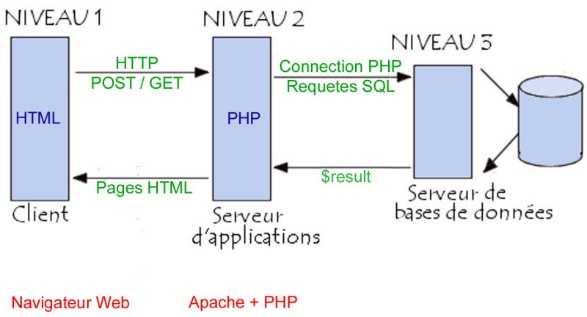 NIVEAU 1
NIVEAU 2
NIVEAU 3
HTTP
POST / GET
Connection PHP
Requetes SQL
HTML
PHP
Pages HTML
$result
Client
Serveur
d'applications
Serveur de
bases de données
Navigateur Web
Apache + PHP